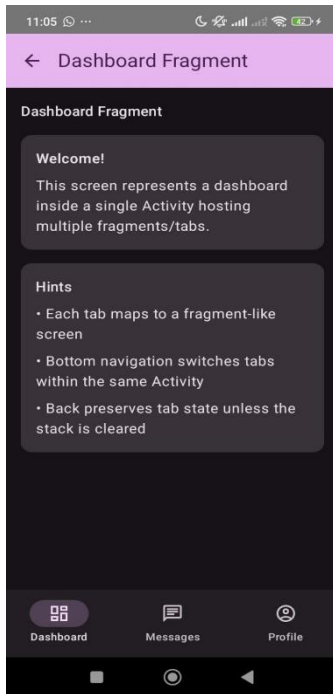 11:05
42
Dashboard Fragment
Dashboard Fragment
Welcome!
This screen represents a dashboard
inside a single Activity hosting
multiple fragments/tabs.
Hints
• Each tab maps to a fragment-like
screen
• Bottom navigation switches tabs
within the same Activity
• Back preserves tab state unless the
stack is cleared
Dashboard Messages Profile